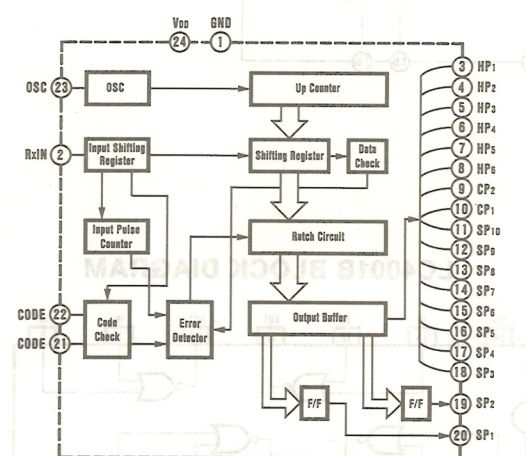 VDD GND
24 1
OSC 23 OSC Up Counter
RxIN 2 Input Shifting Register Shifting Register Data Check
Input Pulse Counter Ratch Circuit
CODE 22 Code Check Error Detector Output Buffer
CODE 21
F/F F/F
3 HP1
4 HP2
5 HP3
6 HP4
7 HP5
8 HP6
9 CP2
10 CP1
11 SP10
12 SP9
13 SP8
14 SP7
15 SP6
16 SP5
17 SP4
18 SP3
19 SP2
20 SP1
LC4001B BLOCK DIAGRAM